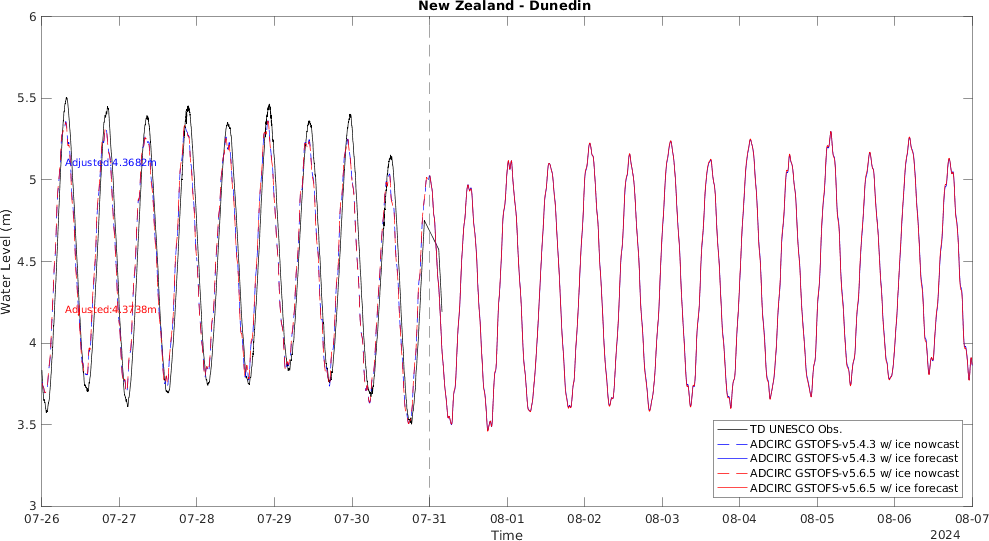 New Zealand - Dunedin
6
5.5
5
4.5
4
3.5
3
Water Level (m)
Adjusted:4.3682m
Adjusted:4.3738m
TD UNESCO Obs.
ADCIRC GSTOFS-v5.4.3 w/ ice nowcast
ADCIRC GSTOFS-v5.4.3 w/ ice forecast
ADCIRC GSTOFS-v5.6.5 w/ ice nowcast
ADCIRC GSTOFS-v5.6.5 w/ ice forecast
07-26 07-27 07-28 07-29 07-30 07-31 08-01 08-02 08-03 08-04 08-05 08-06 08-07
Time
2024